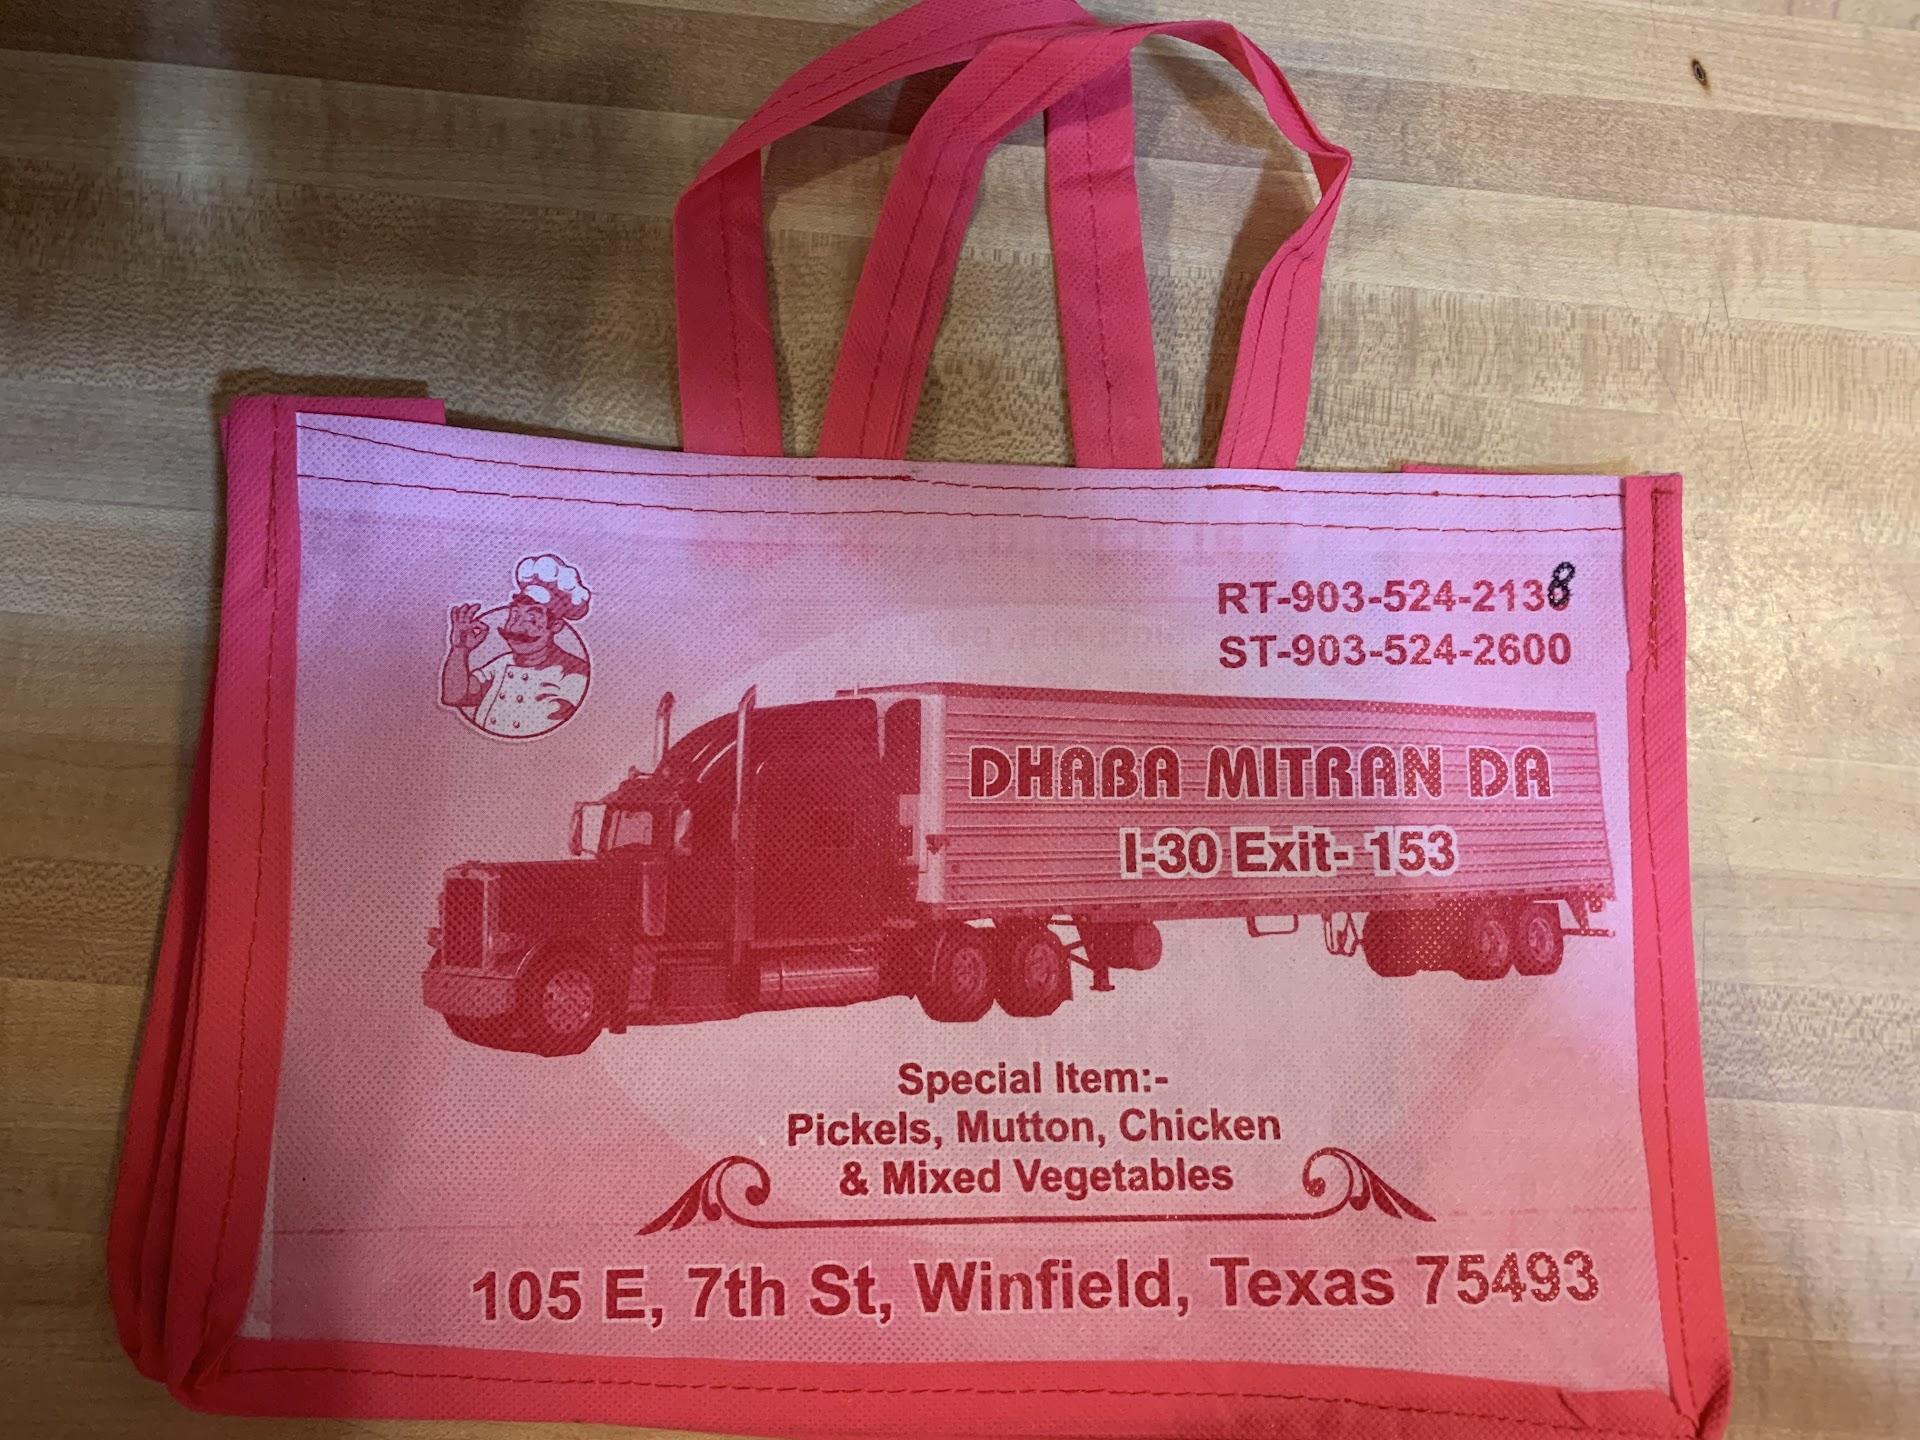 RT-903-524-2138
ST-903-524-2600
DHABA MITRAN DA
I-30 Exit- 153
Special Item:-
Pickels, Mutton, Chicken
& Mixed Vegetables
105 E, 7th St, Winfield, Texas 75493